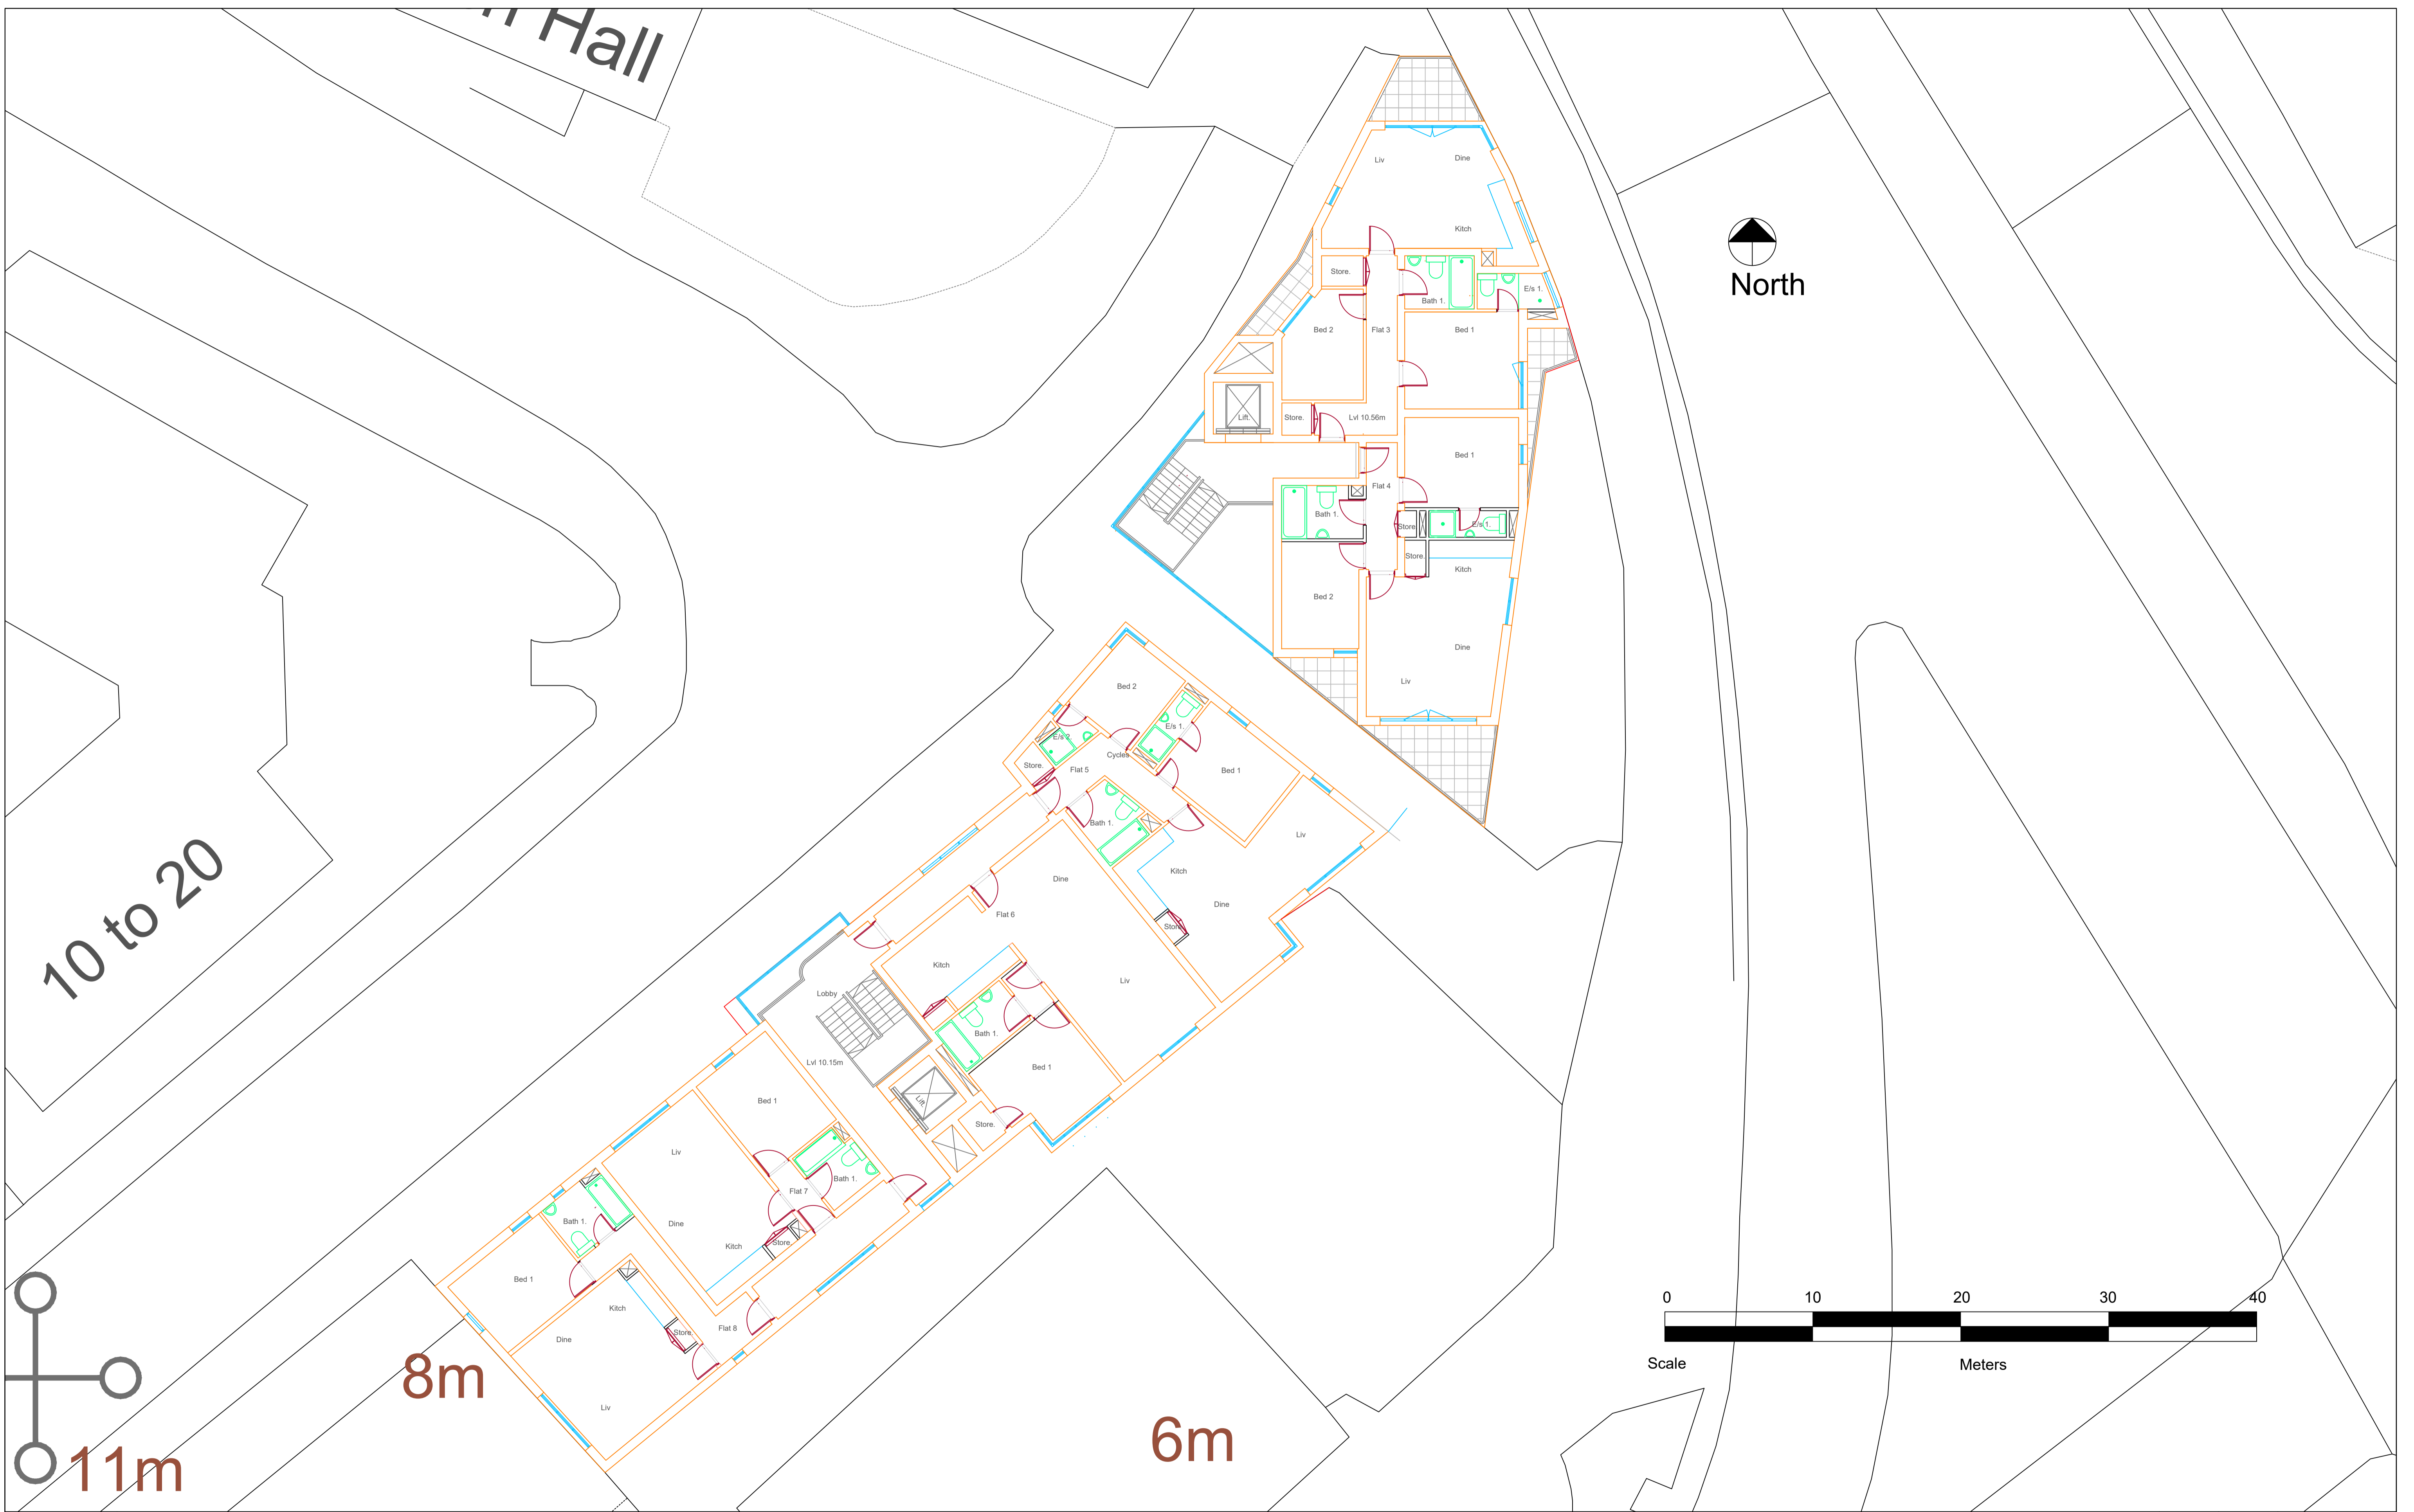 Hall
Liv
Dine
Kitch
North
Store.
Bath 1.
E/s 1.
Bed 2
Flat 3
Bed 1
Lift.
Store.
Lvl 10.56m
Bed 1
Flat 4
Bath 1.
Store.
E/s 1.
Store.
Kitch
Bed 2
Dine
Liv
Bed 2
E/s 1.
E/s 2.
Cycles
Store.
Flat 5
Bed 1
Bath 1.
Liv
Kitch
Dine
Dine
Flat 6
Store.
10 to 20
Kitch
Liv
Lobby
Bath 1.
Lvl 10.15m
Bed 1
Bed 1
Lift.
Store.
Liv
Bath 1.
Flat 7
Bath 1.
Dine
Kitch
Store.
Bed 1
Kitch
Flat 8
Store.
Dine
Liv
0 10 20 30 40
Scale Meters
8m
6m
11m